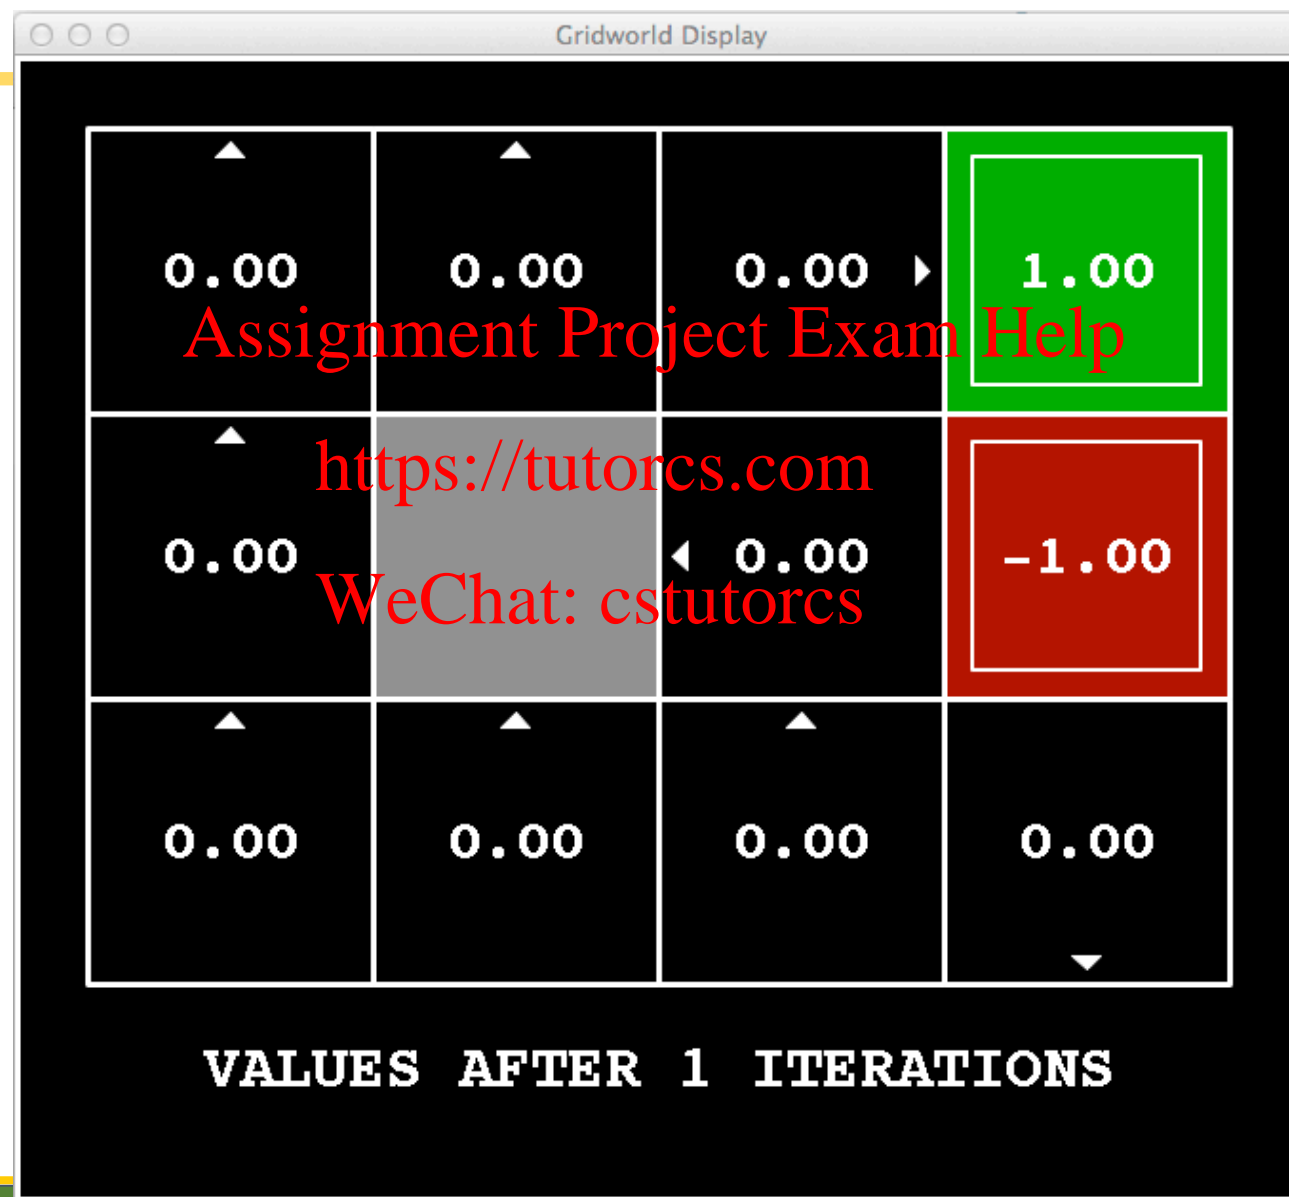 Gridworld Display
0.00 0.00 0.00 1.00
Assignment Project Exam Help
https://tutorcs.com
0.00 0.00 -1.00
WeChat: cstutorcs
0.00 0.00 0.00 0.00
VALUES AFTER 1 ITERATIONS